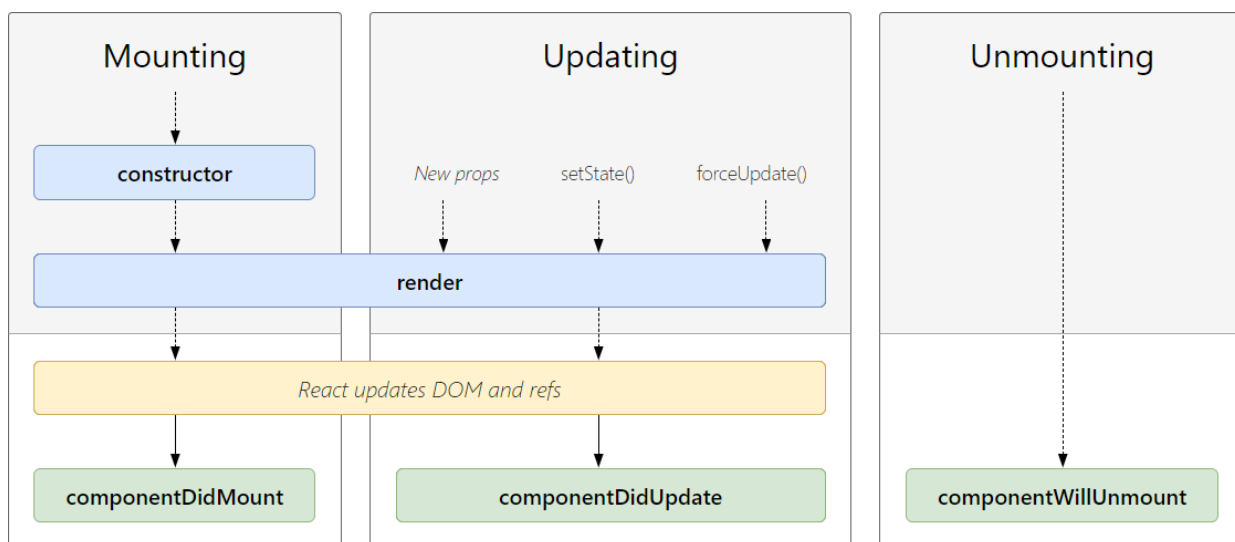 Mounting
Updating
Unmounting
constructor
New props
setState()
forceUpdate()
render
React updates DOM and refs
componentDidMount
componentDidUpdate
componentWillUnmount